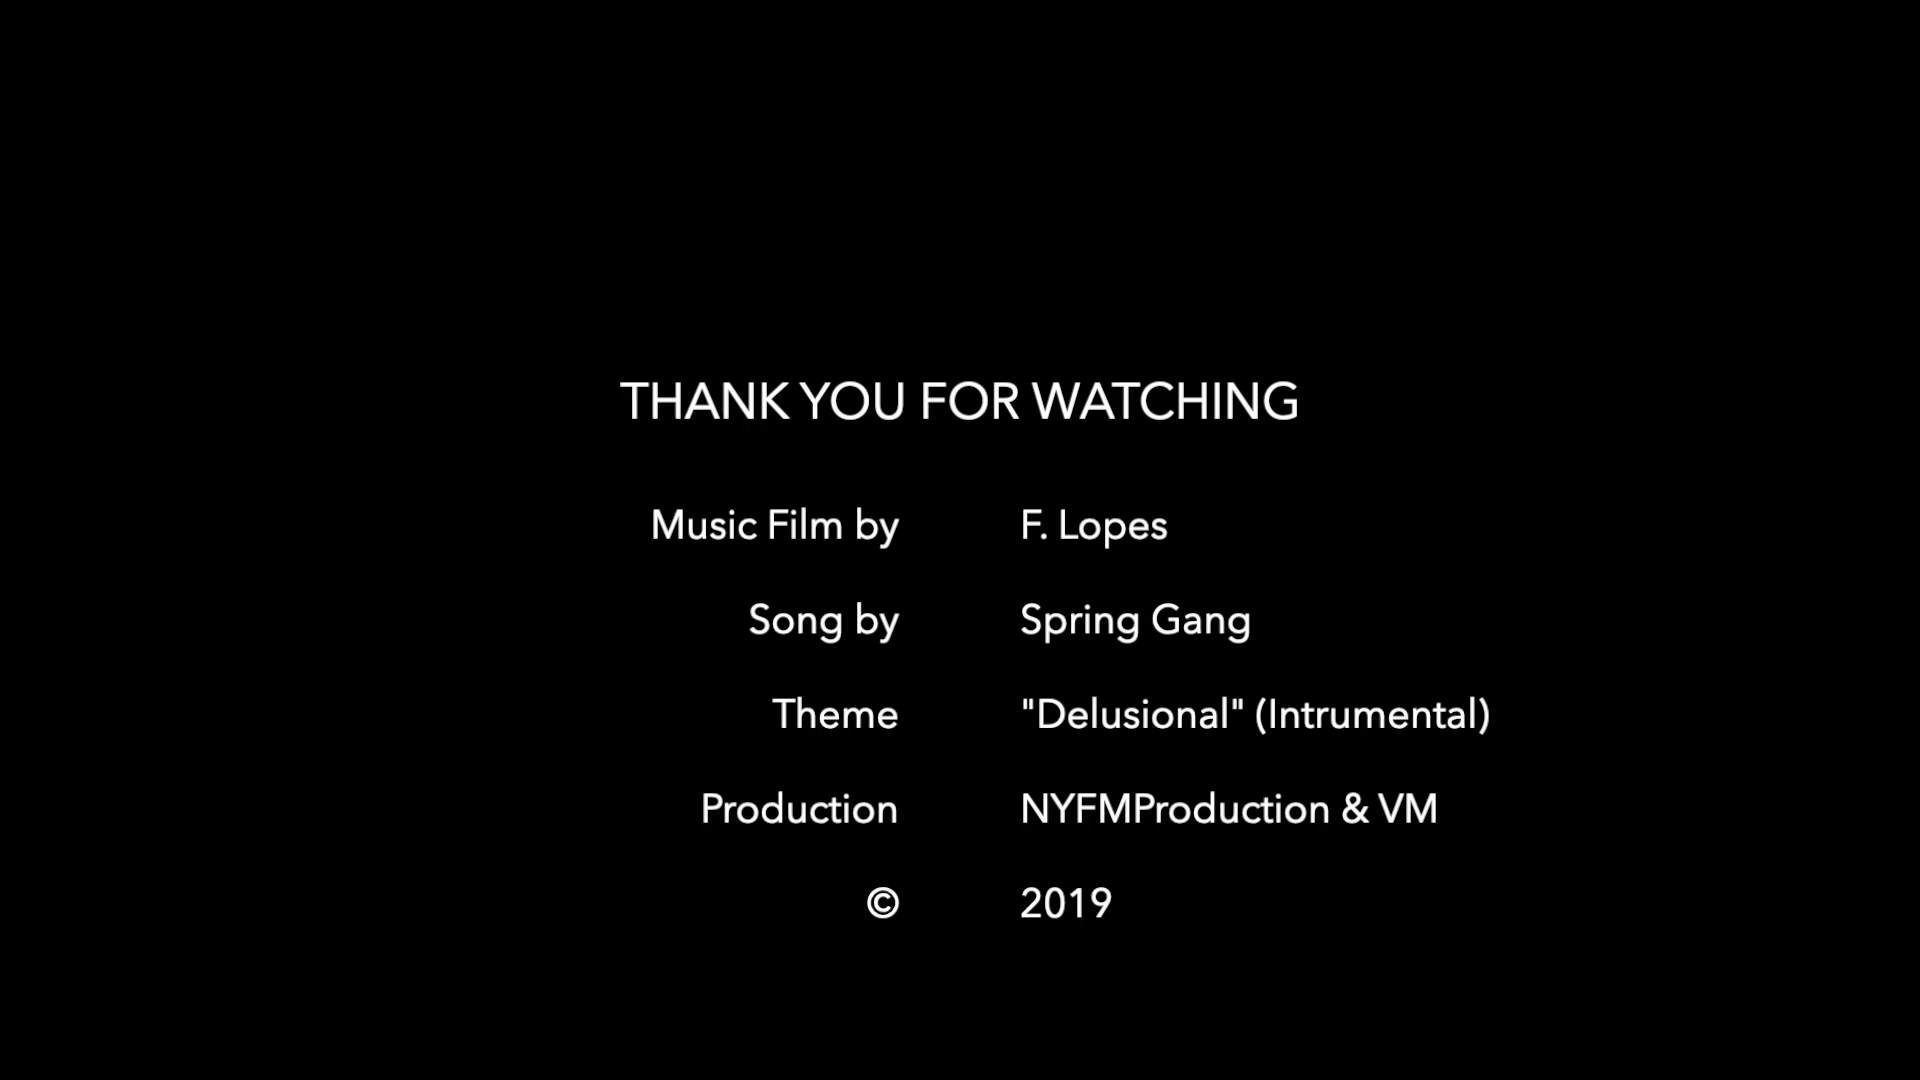 THANK YOU FOR WATCHING
Music Film by F. Lopes
Song by Spring Gang
Theme "Delusional" (Intrumental)
Production NYFMProduction & VM
© 2019